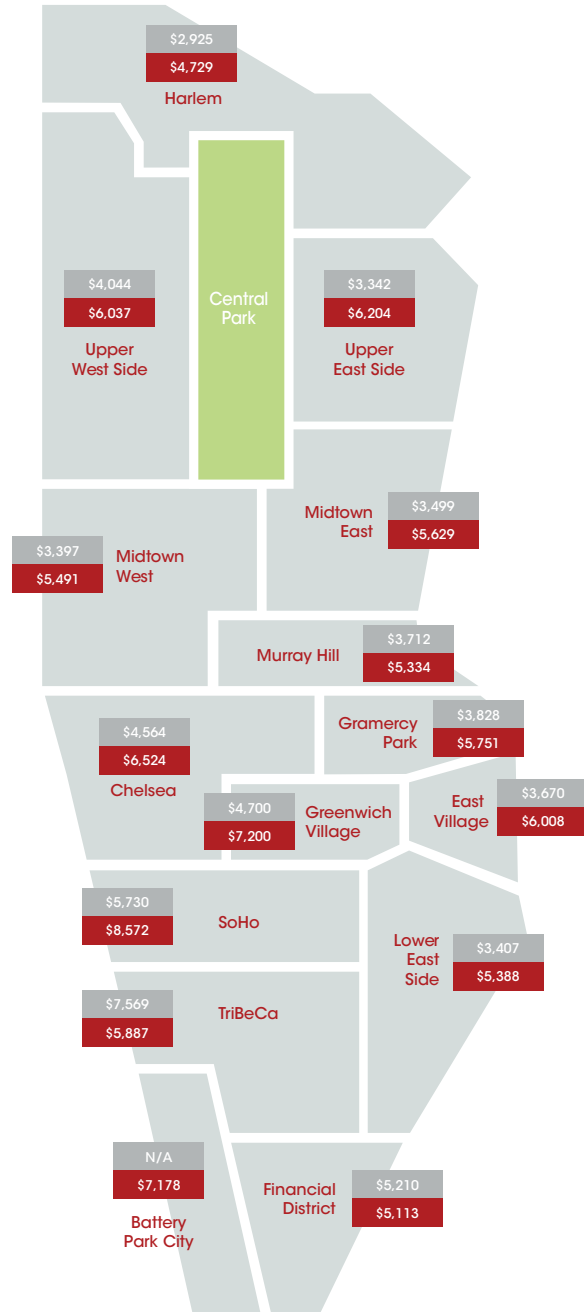 $2,925
$4,729
Harlem
$4,044
$6,037
Upper
West Side
Central
Park
$3,342
$6,204
Upper
East Side
Midtown
East
$3,499
$5,629
$3,397
$5,491
Midtown
West
Murray Hill
$3,712
$5,334
$4,564
$6,524
Chelsea
Gramercy
Park
$3,828
$5,751
$4,700
$7,200
Greenwich
Village
East
Village
$3,670
$6,008
$5,730
$8,572
SoHo
Lower
East
Side
$3,407
$5,388
$7,569
$5,887
TriBeCa
N/A
$7,178
Battery
Park City
Financial
District
$5,210
$5,113